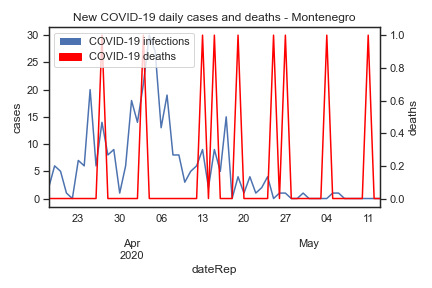 New COVID-19 daily cases and deaths - Montenegro
COVID-19 infections
COVID-19 deaths
30
25
20
15
10
5
0
cases
1.0
0.8
0.6
0.4
0.2
0.0
deaths
23 30 06 13 20 27 04 11
Apr May
2020
dateRep